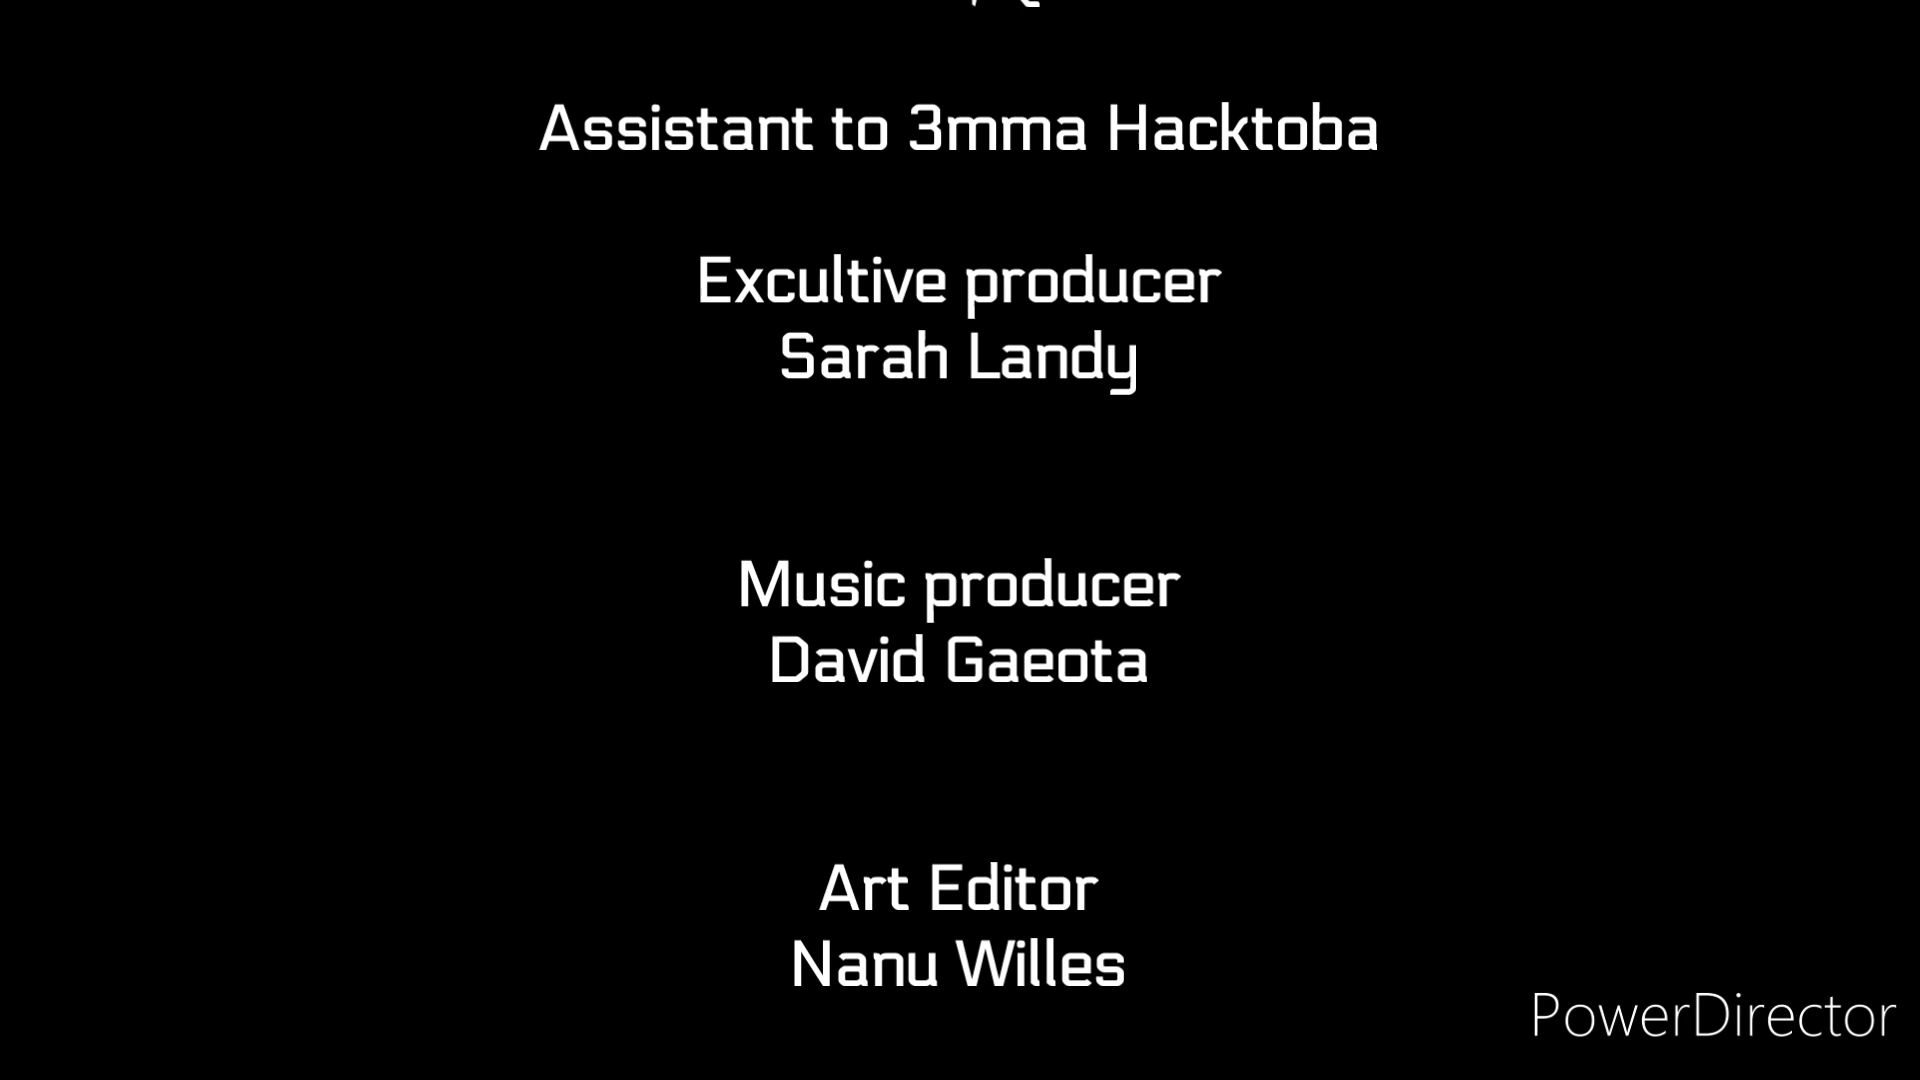 Assistant to 3mma Hacktoba
Excultive producer
Sarah Landy
Music producer
David Gaeota
Art Editor
Nanu Willes
PowerDirector